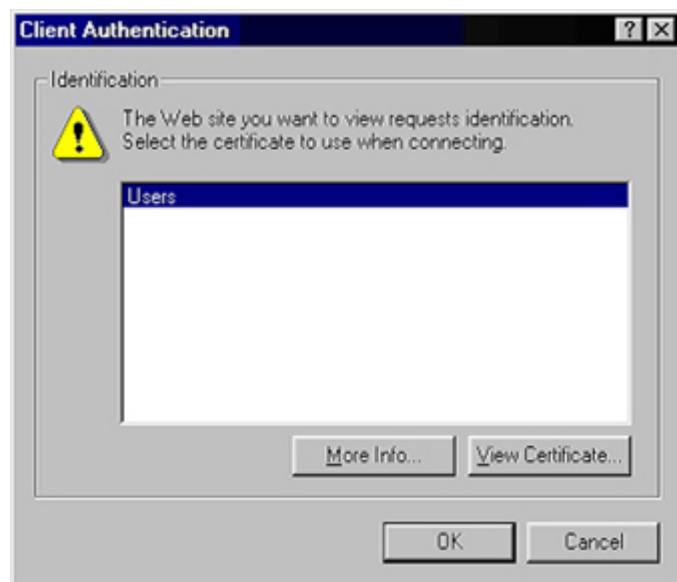 Client Authentication
Identification
The Web site you want to view requests identification.
Select the certificate to use when connecting.
Users
More Info... View Certificate...
OK Cancel